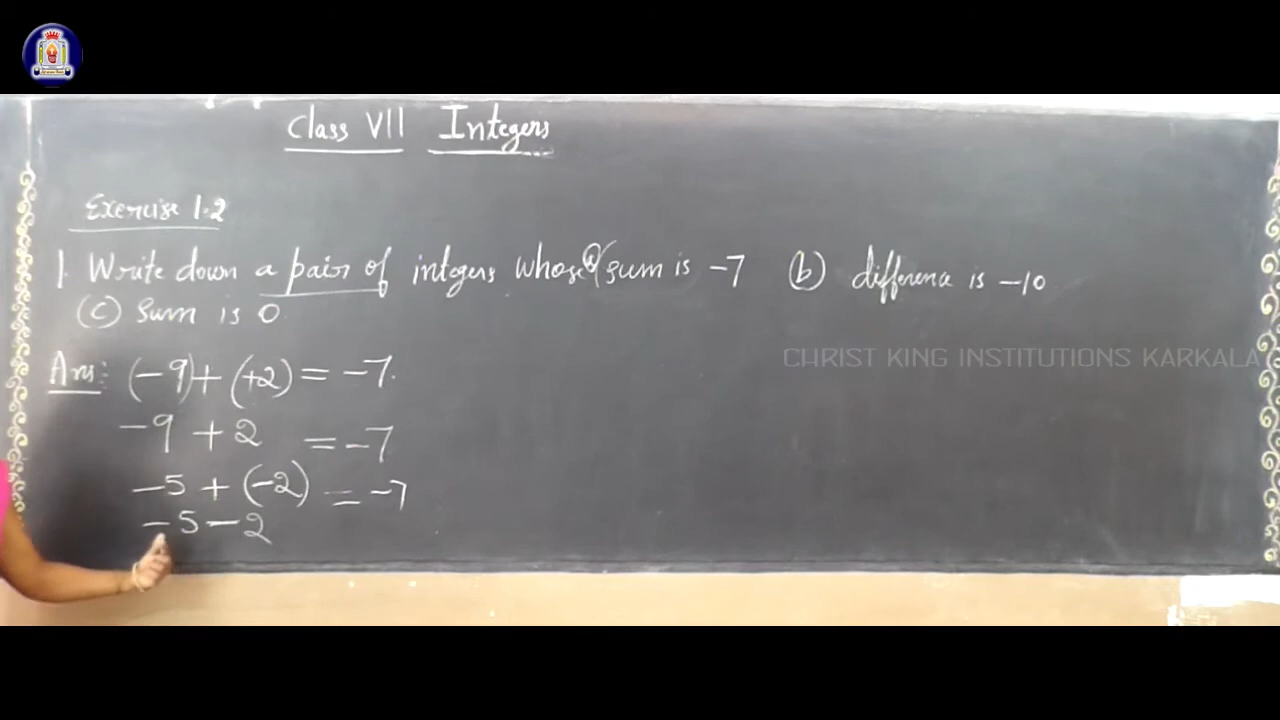 Class VII Integers
Exercise 1.2
1. Write down a pair of integers whose (a) sum is -7 (b) difference is -10
(c) Sum is 0
CHRIST KING INSTITUTIONS KARKALA
Ans: (-9)+(+2) = -7.
-9 +2 = -7
-5 + (-2) = -7
-5-2